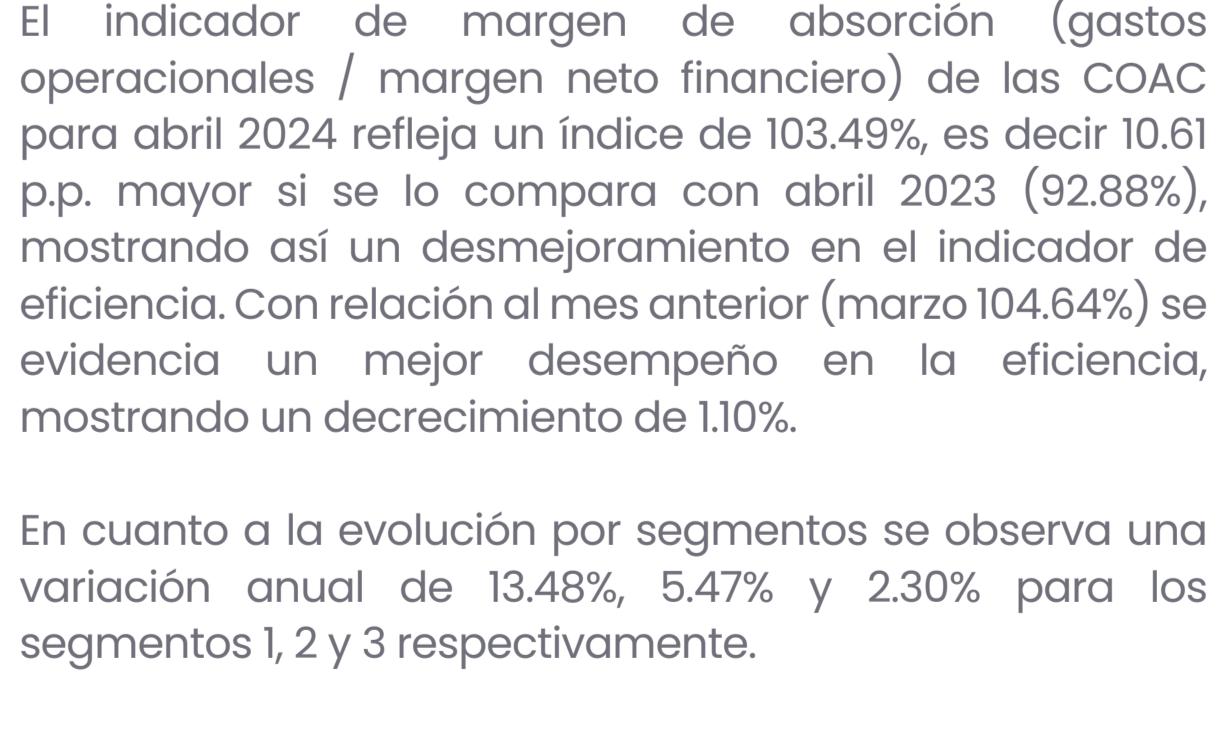 El indicador de margen de absorción (gastos
operacionales / margen neto financiero) de las COAC
para abril 2024 refleja un índice de 103.49%, es decir 10.61
p.p. mayor si se lo compara con abril 2023 (92.88%),
mostrando así un desmejoramiento en el indicador de
eficiencia. Con relación al mes anterior (marzo 104.64%) se
evidencia un mejor desempeño en la eficiencia,
mostrando un decrecimiento de 1.10%.
En cuanto a la evolución por segmentos se observa una
variación anual de 13.48%, 5.47% y 2.30% para los
segmentos 1, 2 y 3 respectivamente.